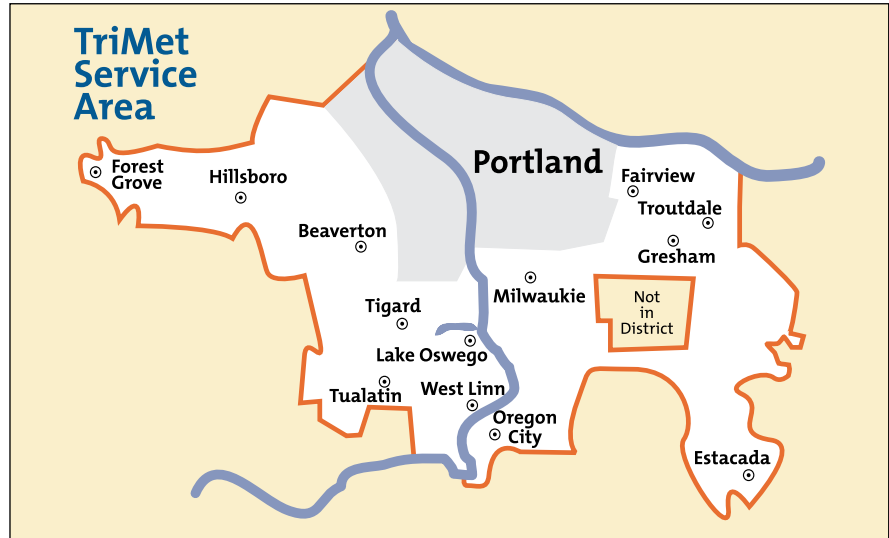 TriMet
Service
Area
Portland
Forest
Grove
Hillsboro
Fairview
Troutdale
Beaverton
Gresham
Milwaukie
Not
in
District
Tigard
Lake Oswego
Tualatin
West Linn
Oregon
City
Estacada